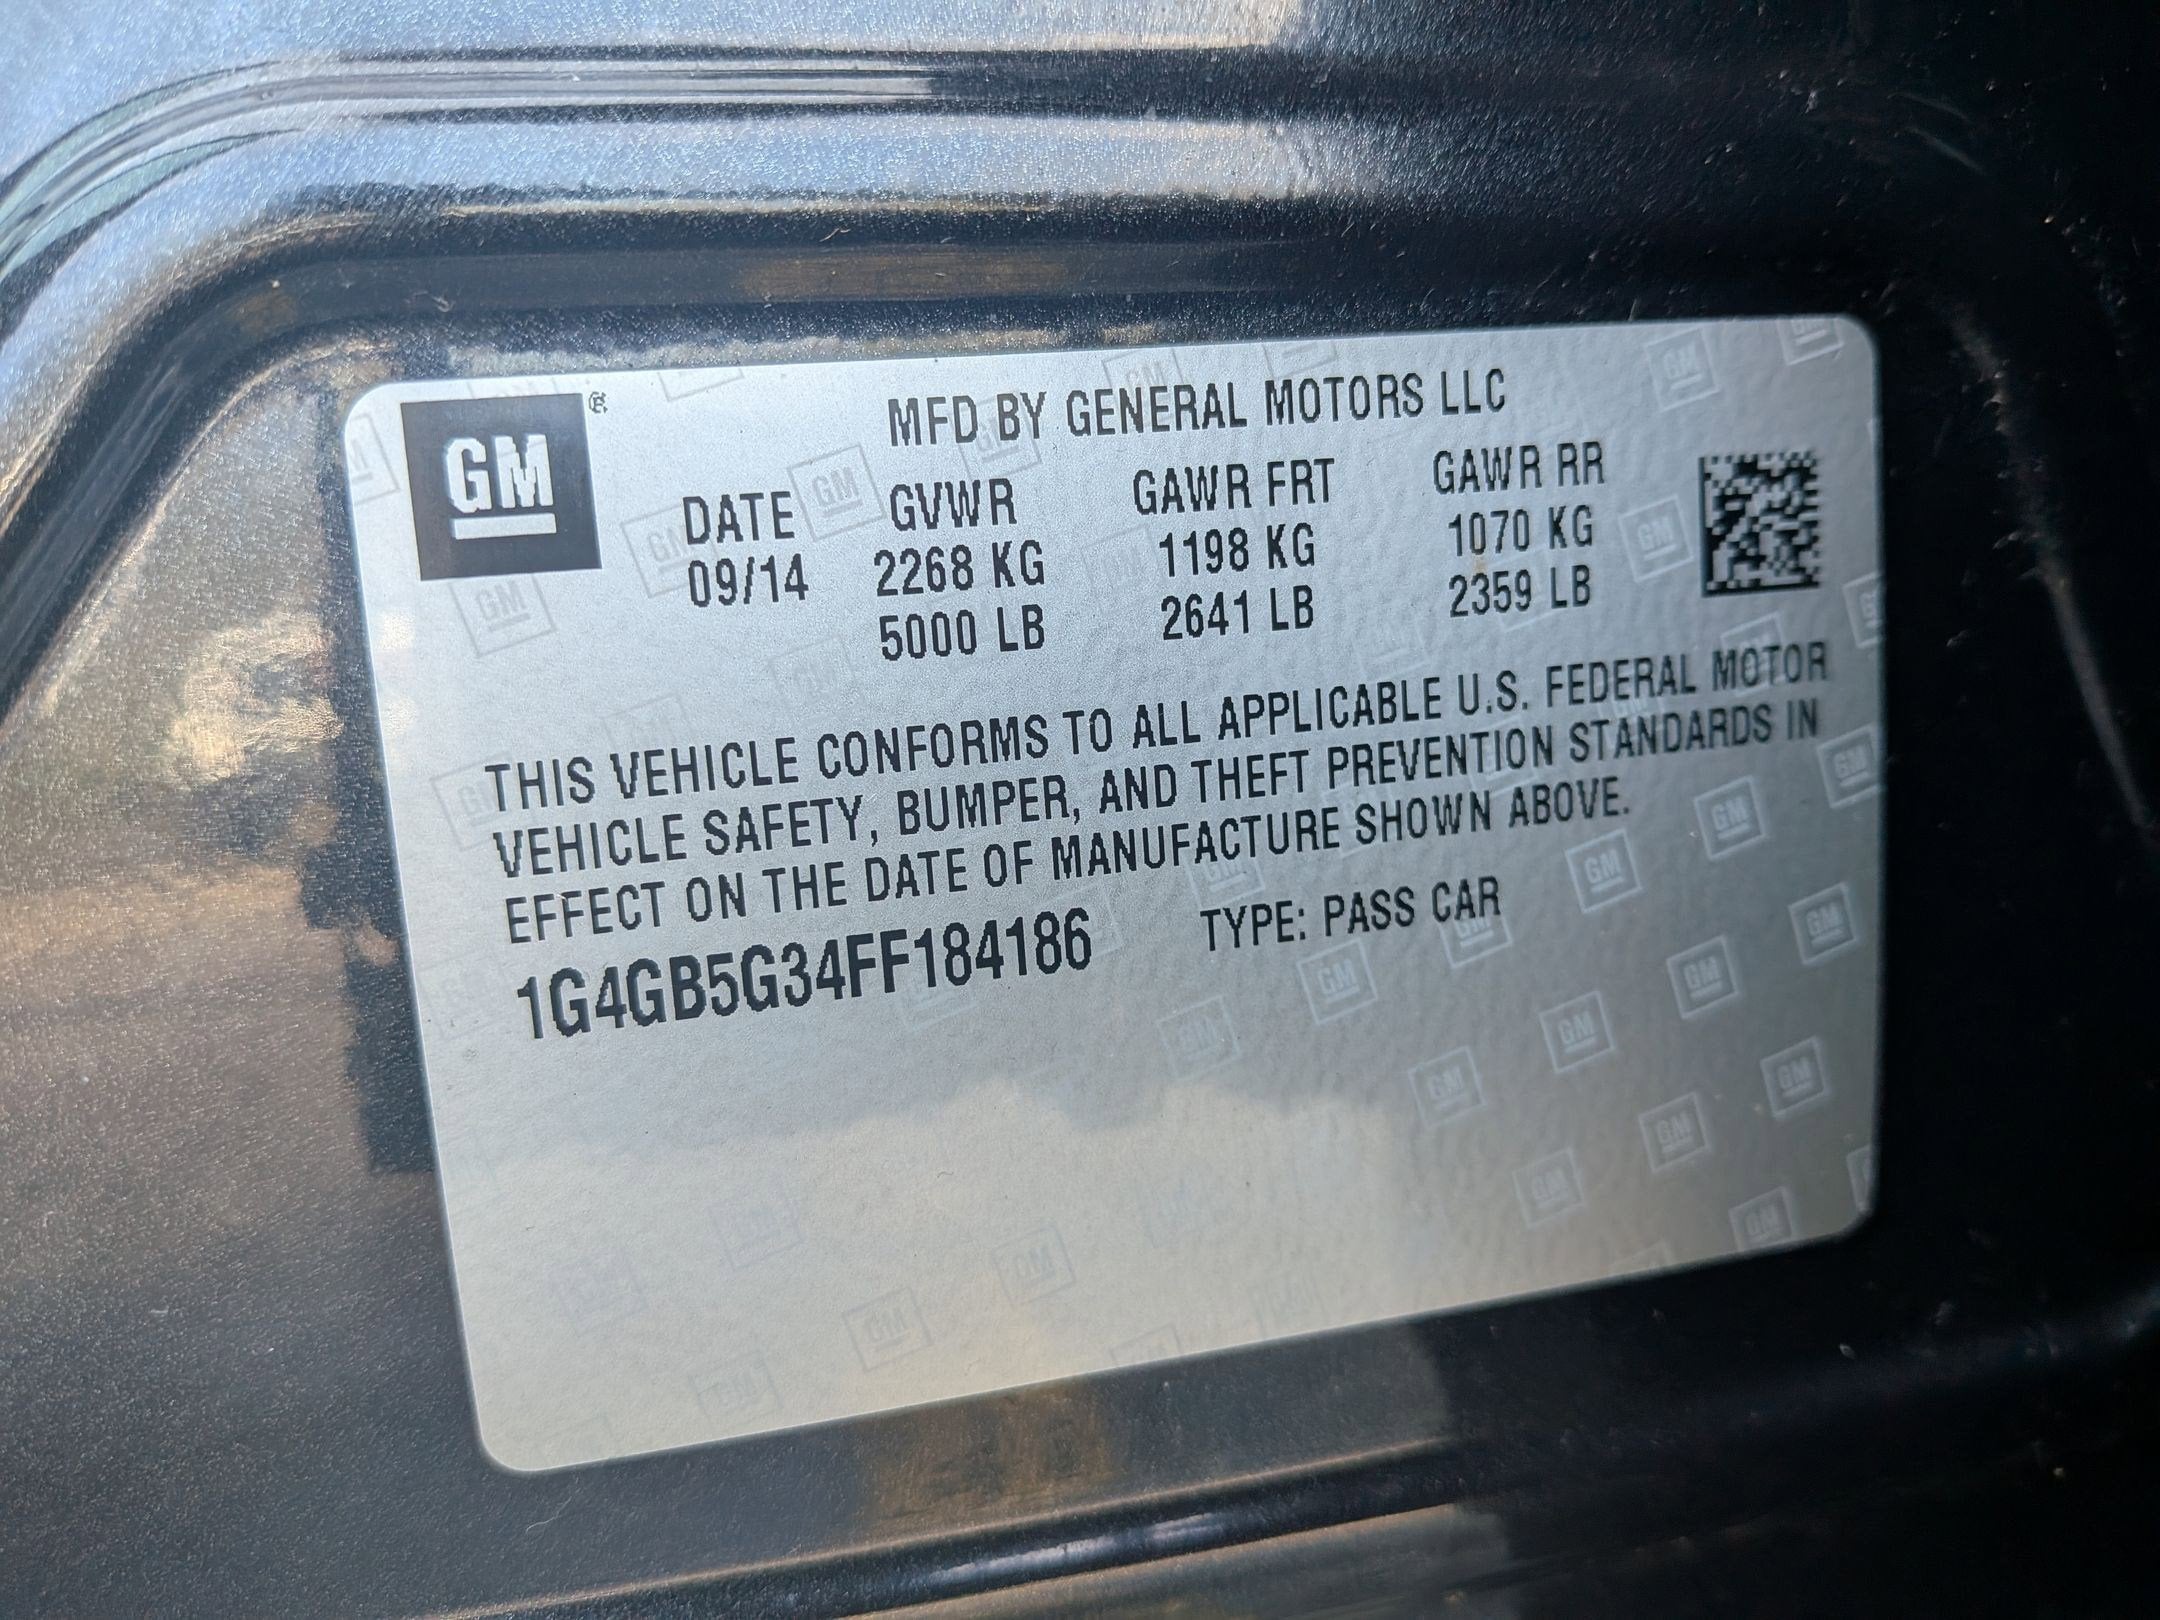 GM ®
MFD BY GENERAL MOTORS LLC
DATE GVWR GAWR FRT GAWR RR
09/14 2268 KG 1198 KG 1070 KG
5000 LB 2641 LB 2359 LB
THIS VEHICLE CONFORMS TO ALL APPLICABLE U.S. FEDERAL MOTOR
VEHICLE SAFETY, BUMPER, AND THEFT PREVENTION STANDARDS IN
EFFECT ON THE DATE OF MANUFACTURE SHOWN ABOVE.
1G4GB5G34FF184186 TYPE: PASS CAR